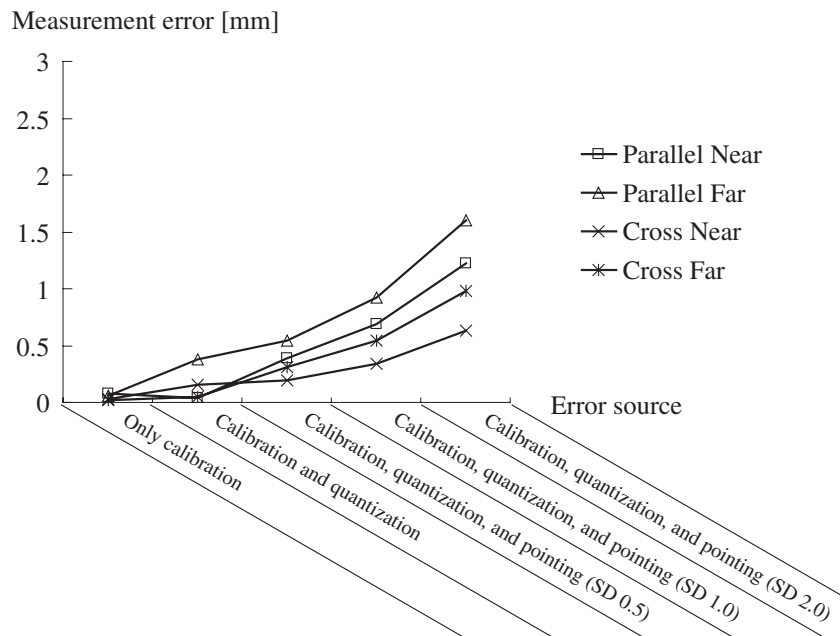 Measurement error [mm]
3
2.5
2
1.5
1
0.5
0
Parallel Near
Parallel Far
Cross Near
Cross Far
Error source
Only calibration
Calibration and quantization
Calibration, quantization, and pointing (SD 0.5)
Calibration, quantization, and pointing (SD 1.0)
Calibration, quantization, and pointing (SD 2.0)